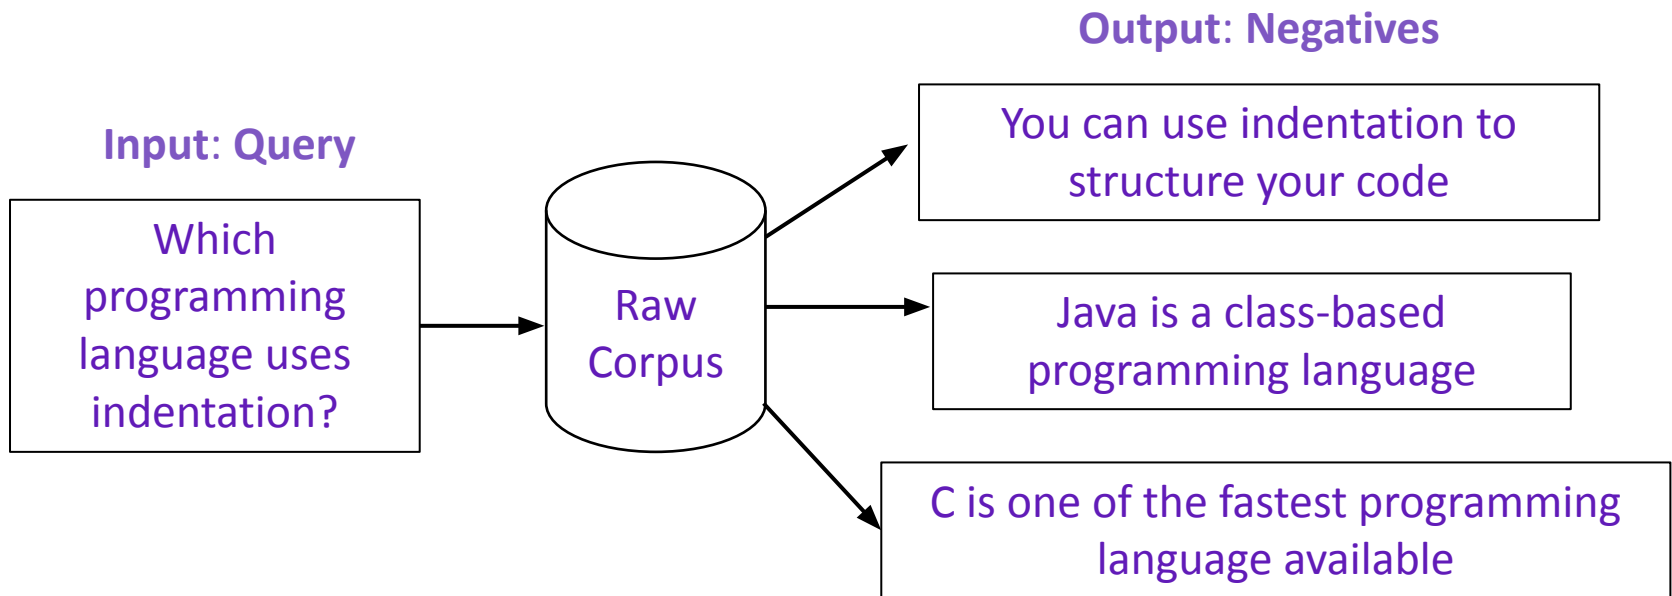 Input: Query
Which
programming
language uses
indentation?
Raw
Corpus
Output: Negatives
You can use indentation to
structure your code
Java is a class-based
programming language
C is one of the fastest programming
language available